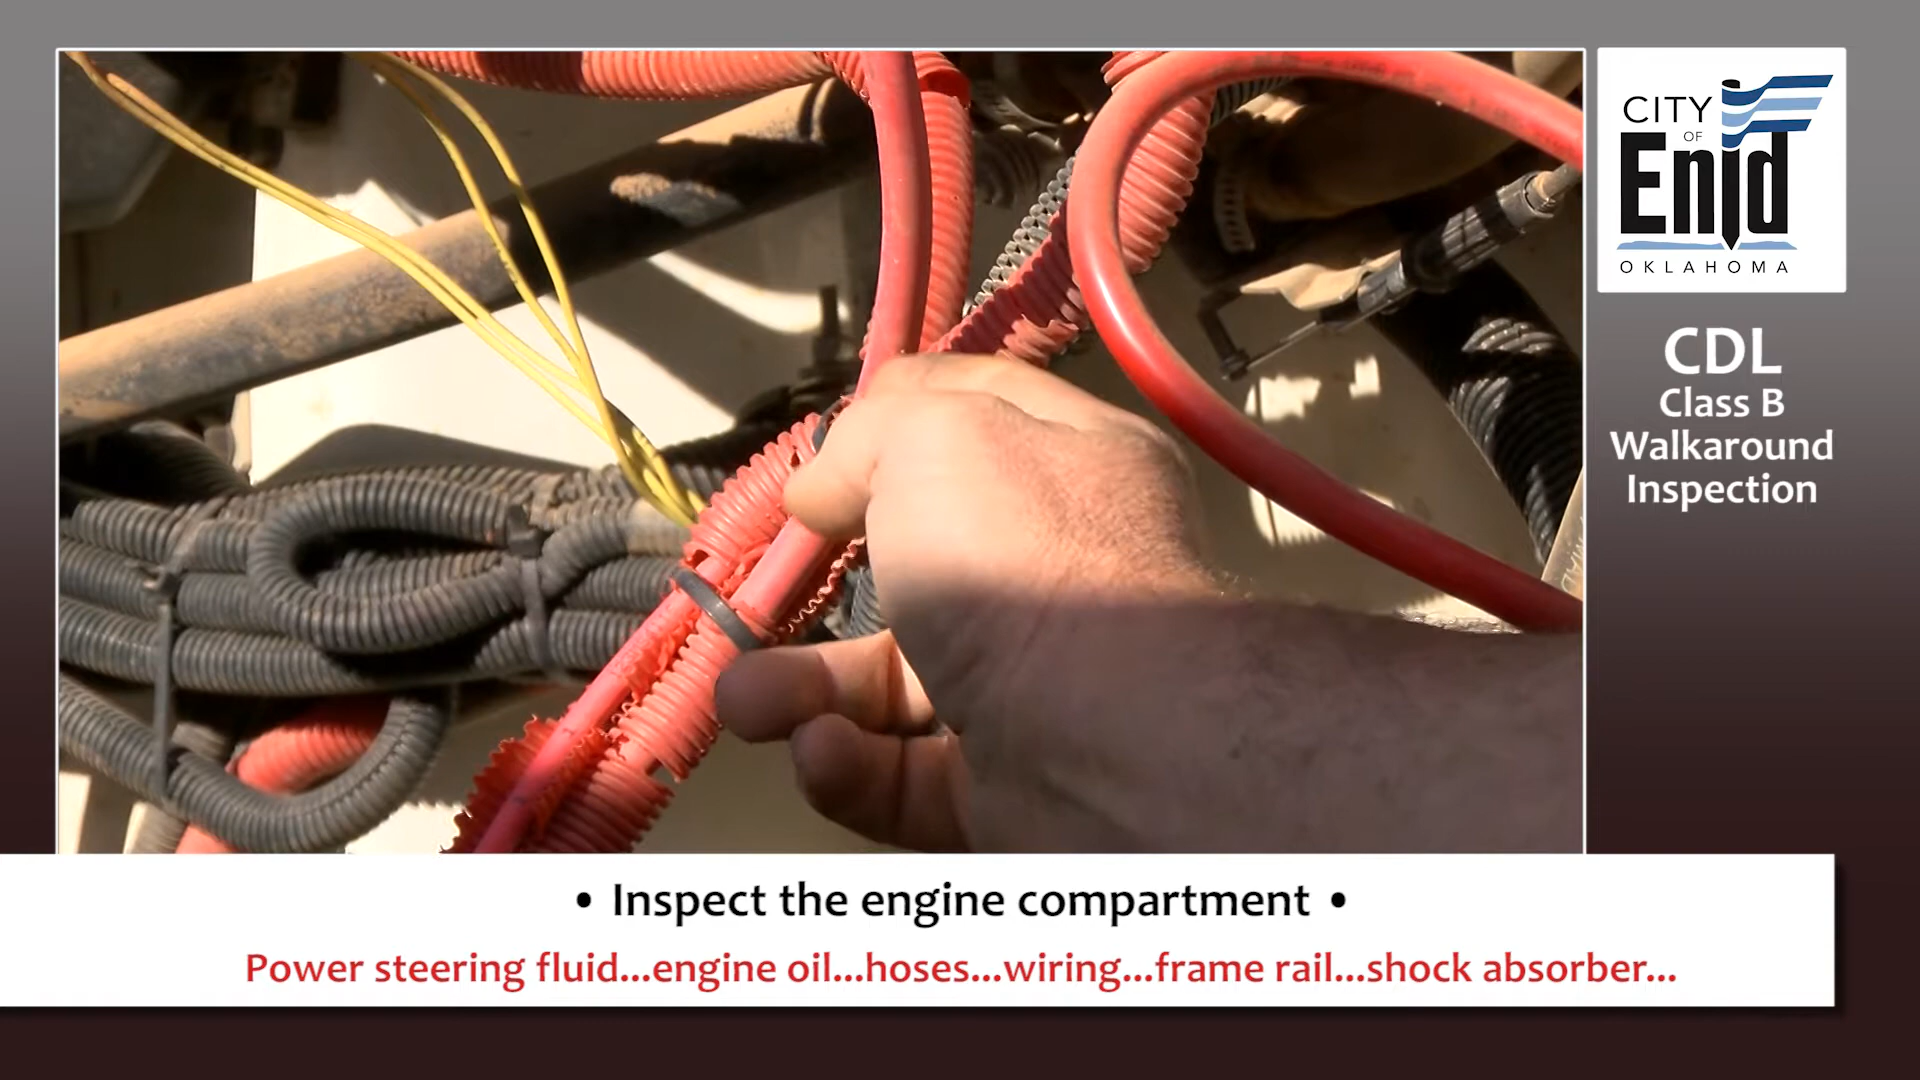 CITY
OF
Enid
OKLAHOMA
CDL
Class B
Walkaround
Inspection
• Inspect the engine compartment •
Power steering fluid...engine oil...hoses...wiring...frame rail...shock absorber...